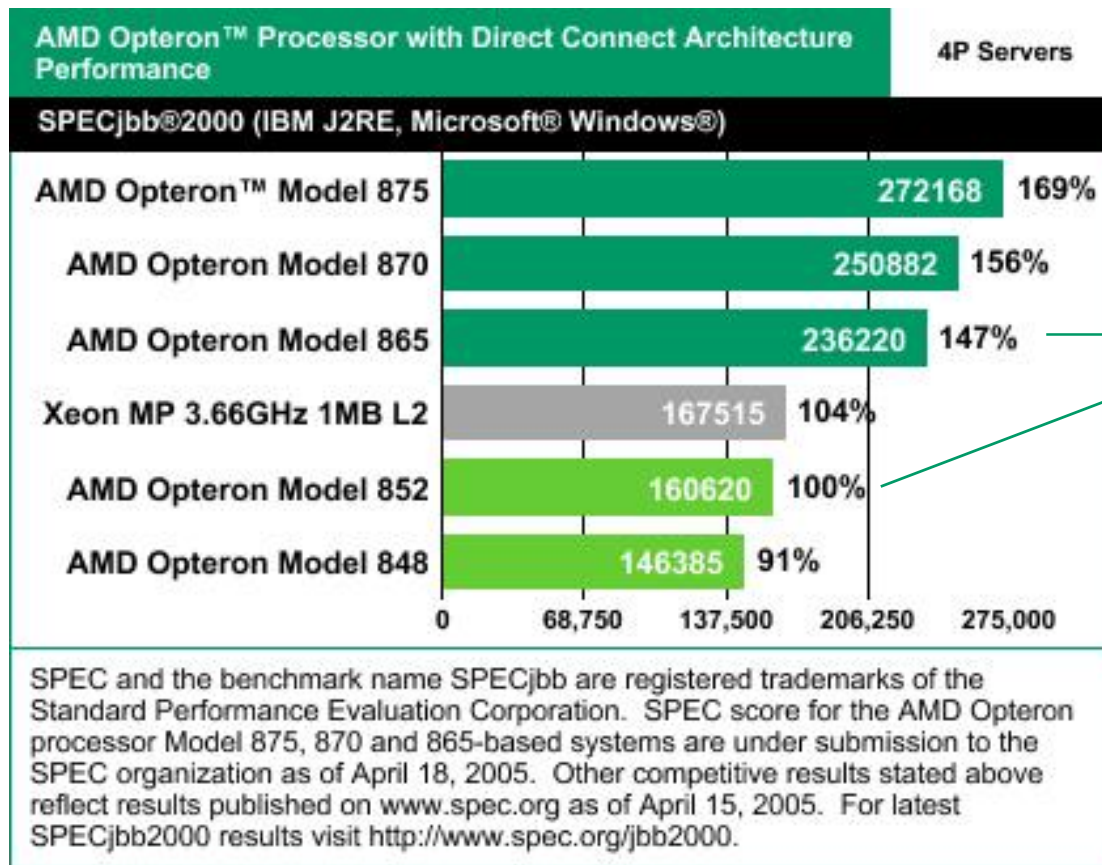 AMD Opteron™ Processor with Direct Connect Architecture
Performance
4P Servers
SPECjbb®2000 (IBM J2RE, Microsoft® Windows®)
AMD Opteron™ Model 875 272168 169%
AMD Opteron Model 870 250882 156%
AMD Opteron Model 865 236220 147%
Xeon MP 3.66GHz 1MB L2 167515 104%
AMD Opteron Model 852 160620 100%
AMD Opteron Model 848 146385 91%
0 68,750 137,500 206,250 275,000
SPEC and the benchmark name SPECjbb are registered trademarks of the
Standard Performance Evaluation Corporation. SPEC score for the AMD Opteron
processor Model 875, 870 and 865-based systems are under submission to the
SPEC organization as of April 18, 2005. Other competitive results stated above
reflect results published on www.spec.org as of April 15, 2005. For latest
SPECjbb2000 results visit http://www.spec.org/jbb2000.